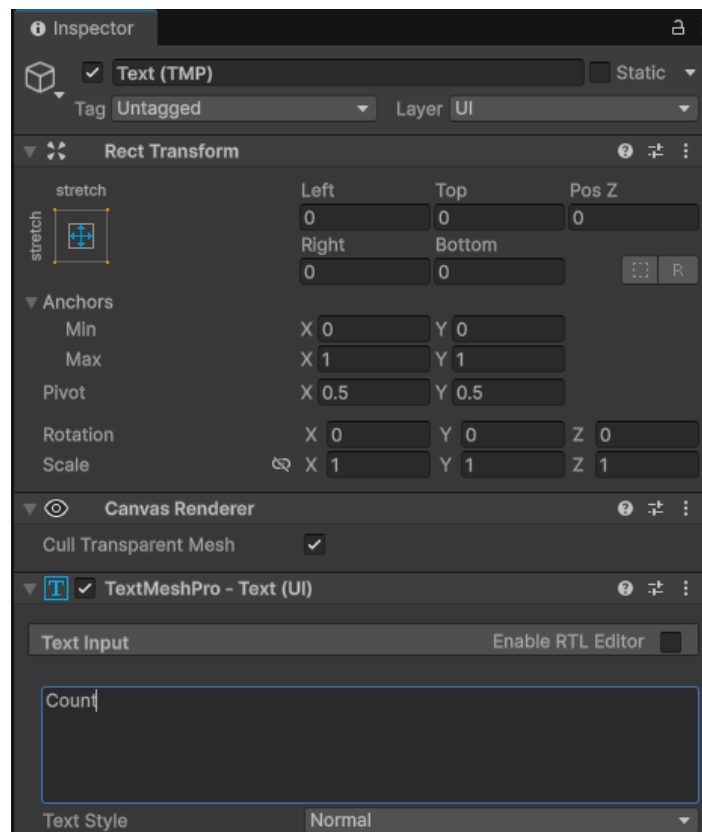 Inspector
Text (TMP) Static
Tag Untagged Layer UI
Rect Transform
stretch Left Top Pos Z
stretch
0 0 0
Right Bottom
0 0 R
Anchors
Min X 0 Y 0
Max X 1 Y 1
Pivot X 0.5 Y 0.5
Rotation X 0 Y 0 Z 0
Scale X 1 Y 1 Z 1
Canvas Renderer
Cull Transparent Mesh
T TextMeshPro - Text (UI)
Text Input Enable RTL Editor
Count
Text Style Normal